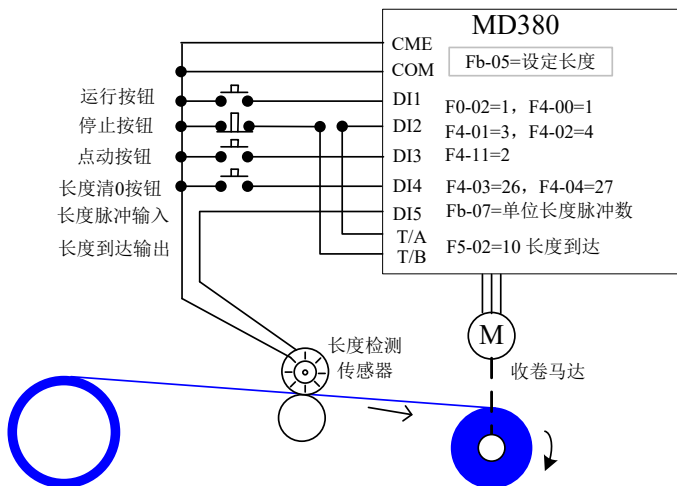 MD380
Fb-05=设定长度
CME
COM
运行按钮
DI1
F0-02=1，F4-00=1
停止按钮
DI2
F4-01=3，F4-02=4
点动按钮
DI3
F4-11=2
长度清0按钮
DI4
F4-03=26，F4-04=27
长度脉冲输入
DI5
Fb-07=单位长度脉冲数
长度到达输出
T/A
T/B
F5-02=10 长度到达
M
长度检测
传感器
收卷马达